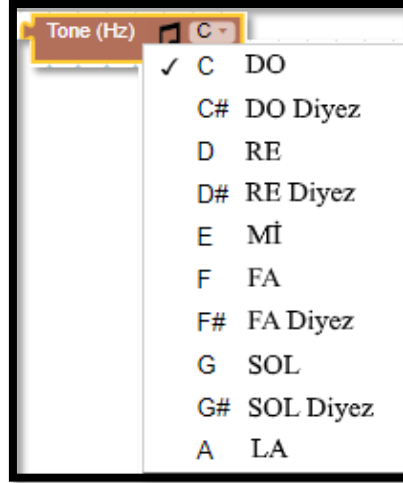 Tone (Hz) C
✓ C DO
C# DO Diyez
D RE
D# RE Diyez
E Mİ
F FA
F# FA Diyez
G SOL
G# SOL Diyez
A LA